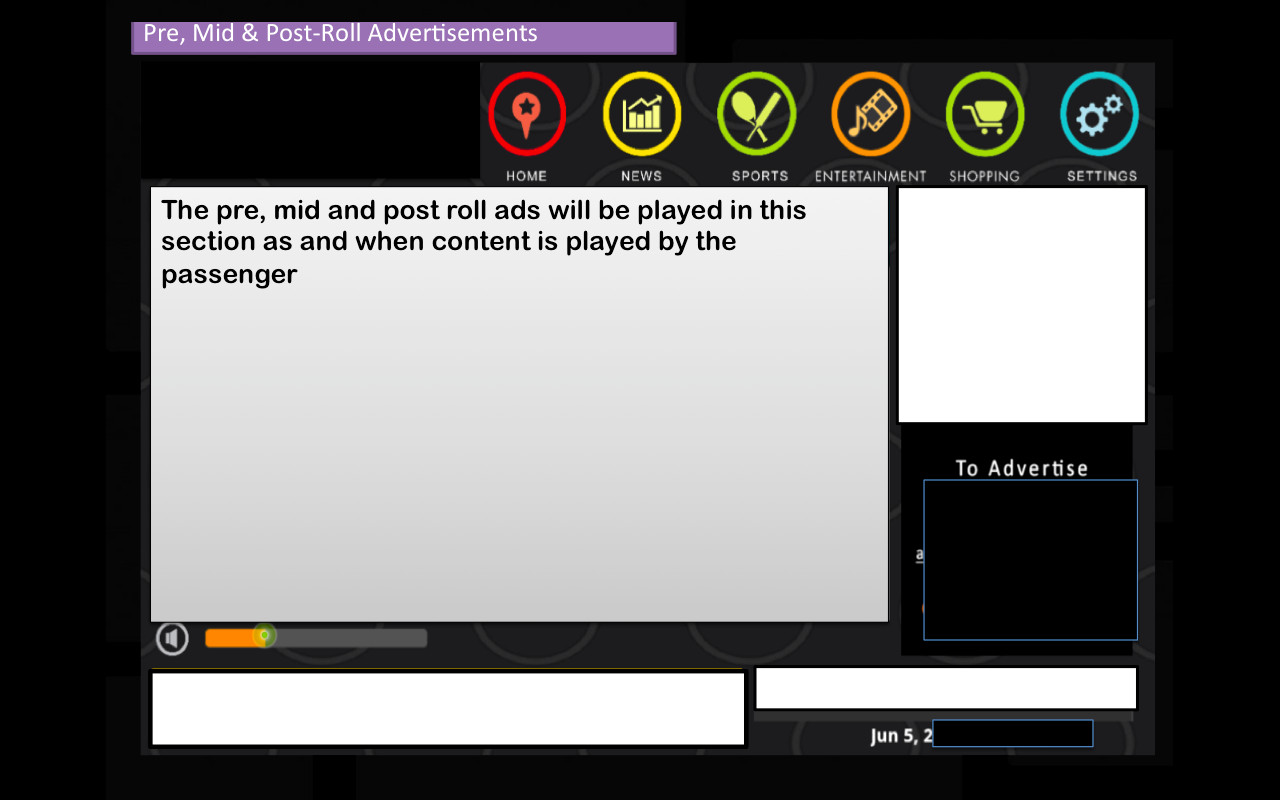 Pre, Mid & Post-Roll Advertisements
HOME
NEWS
SPORTS
ENTERTAINMENT
SHOPPING
SETTINGS
The pre, mid and post roll ads will be played in this
section as and when content is played by the
passenger
To Advertise
a
Jun 5, 2